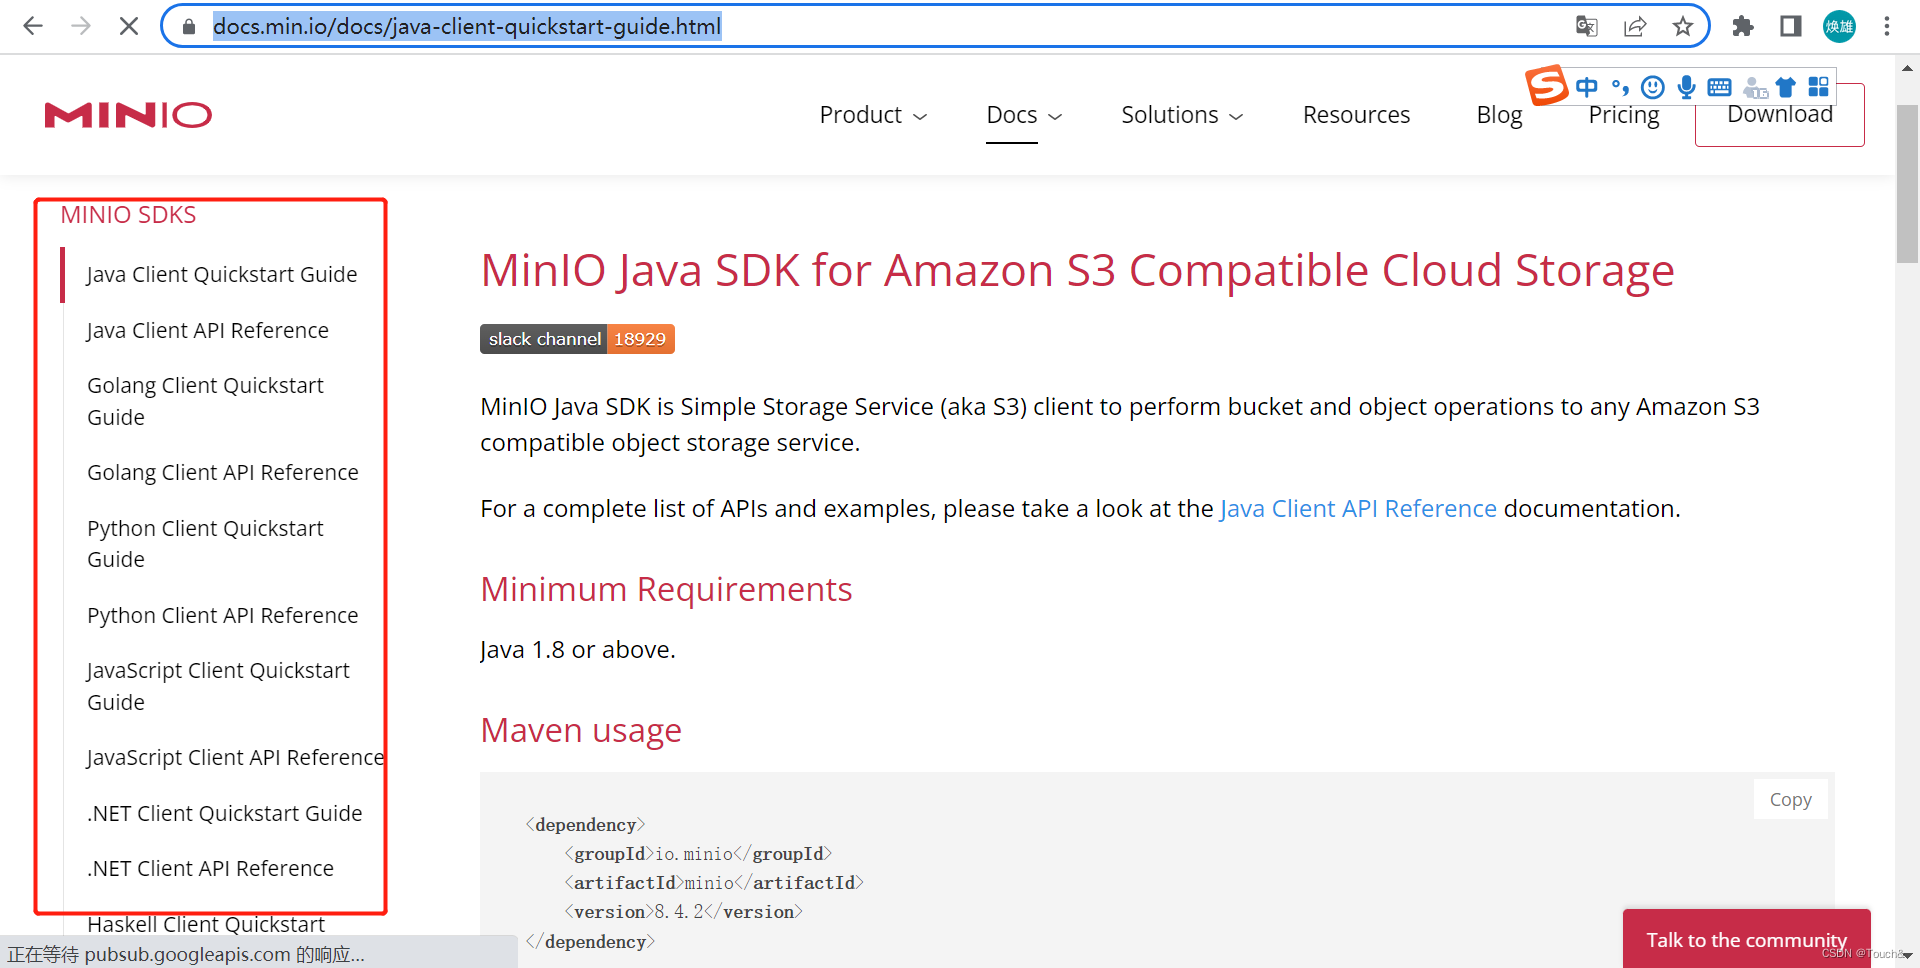 docs.min.io/docs/java-client-quickstart-guide.html
焕雄
中
MINIO
Product
Docs
Solutions
Resources
Blog
Pricing
Download
MINIO SDKS
Java Client Quickstart Guide
Java Client API Reference
Golang Client Quickstart
Guide
Golang Client API Reference
Python Client Quickstart
Guide
Python Client API Reference
JavaScript Client Quickstart
Guide
JavaScript Client API Reference
.NET Client Quickstart Guide
.NET Client API Reference
Haskell Client Quickstart
MinIO Java SDK for Amazon S3 Compatible Cloud Storage
slack channel 18929
MinIO Java SDK is Simple Storage Service (aka S3) client to perform bucket and object operations to any Amazon S3
compatible object storage service.
For a complete list of APIs and examples, please take a look at the Java Client API Reference documentation.
Minimum Requirements
Java 1.8 or above.
Maven usage
Copy
<dependency>
    <groupId>io.minio</groupId>
    <artifactId>minio</artifactId>
    <version>8.4.2</version>
</dependency>
Talk to the community
正在等待 pubsub.googleapis.com 的响应...